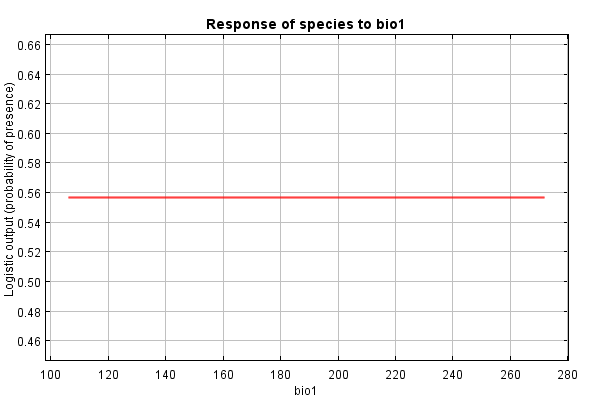 Response of species to bio1
Logistic output (probability of presence)
0.66
0.64
0.62
0.60
0.58
0.56
0.54
0.52
0.50
0.48
0.46
100 120 140 160 180 200 220 240 260 280
bio1